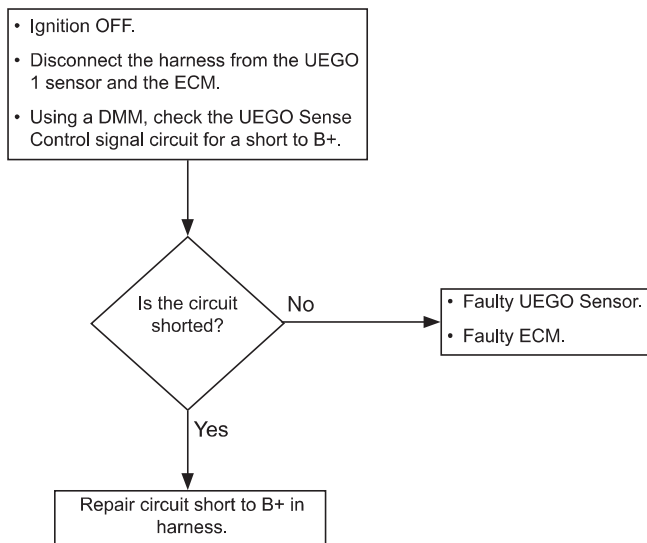 • Ignition OFF.
• Disconnect the harness from the UEGO
1 sensor and the ECM.
• Using a DMM, check the UEGO Sense
Control signal circuit for a short to B+.
Is the circuit
shorted?
No
• Faulty UEGO Sensor.
• Faulty ECM.
Yes
Repair circuit short to B+ in
harness.